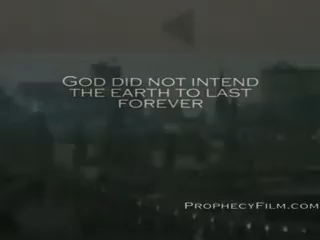 God did not intend
the earth to last
forever
ProphecyFilm.com